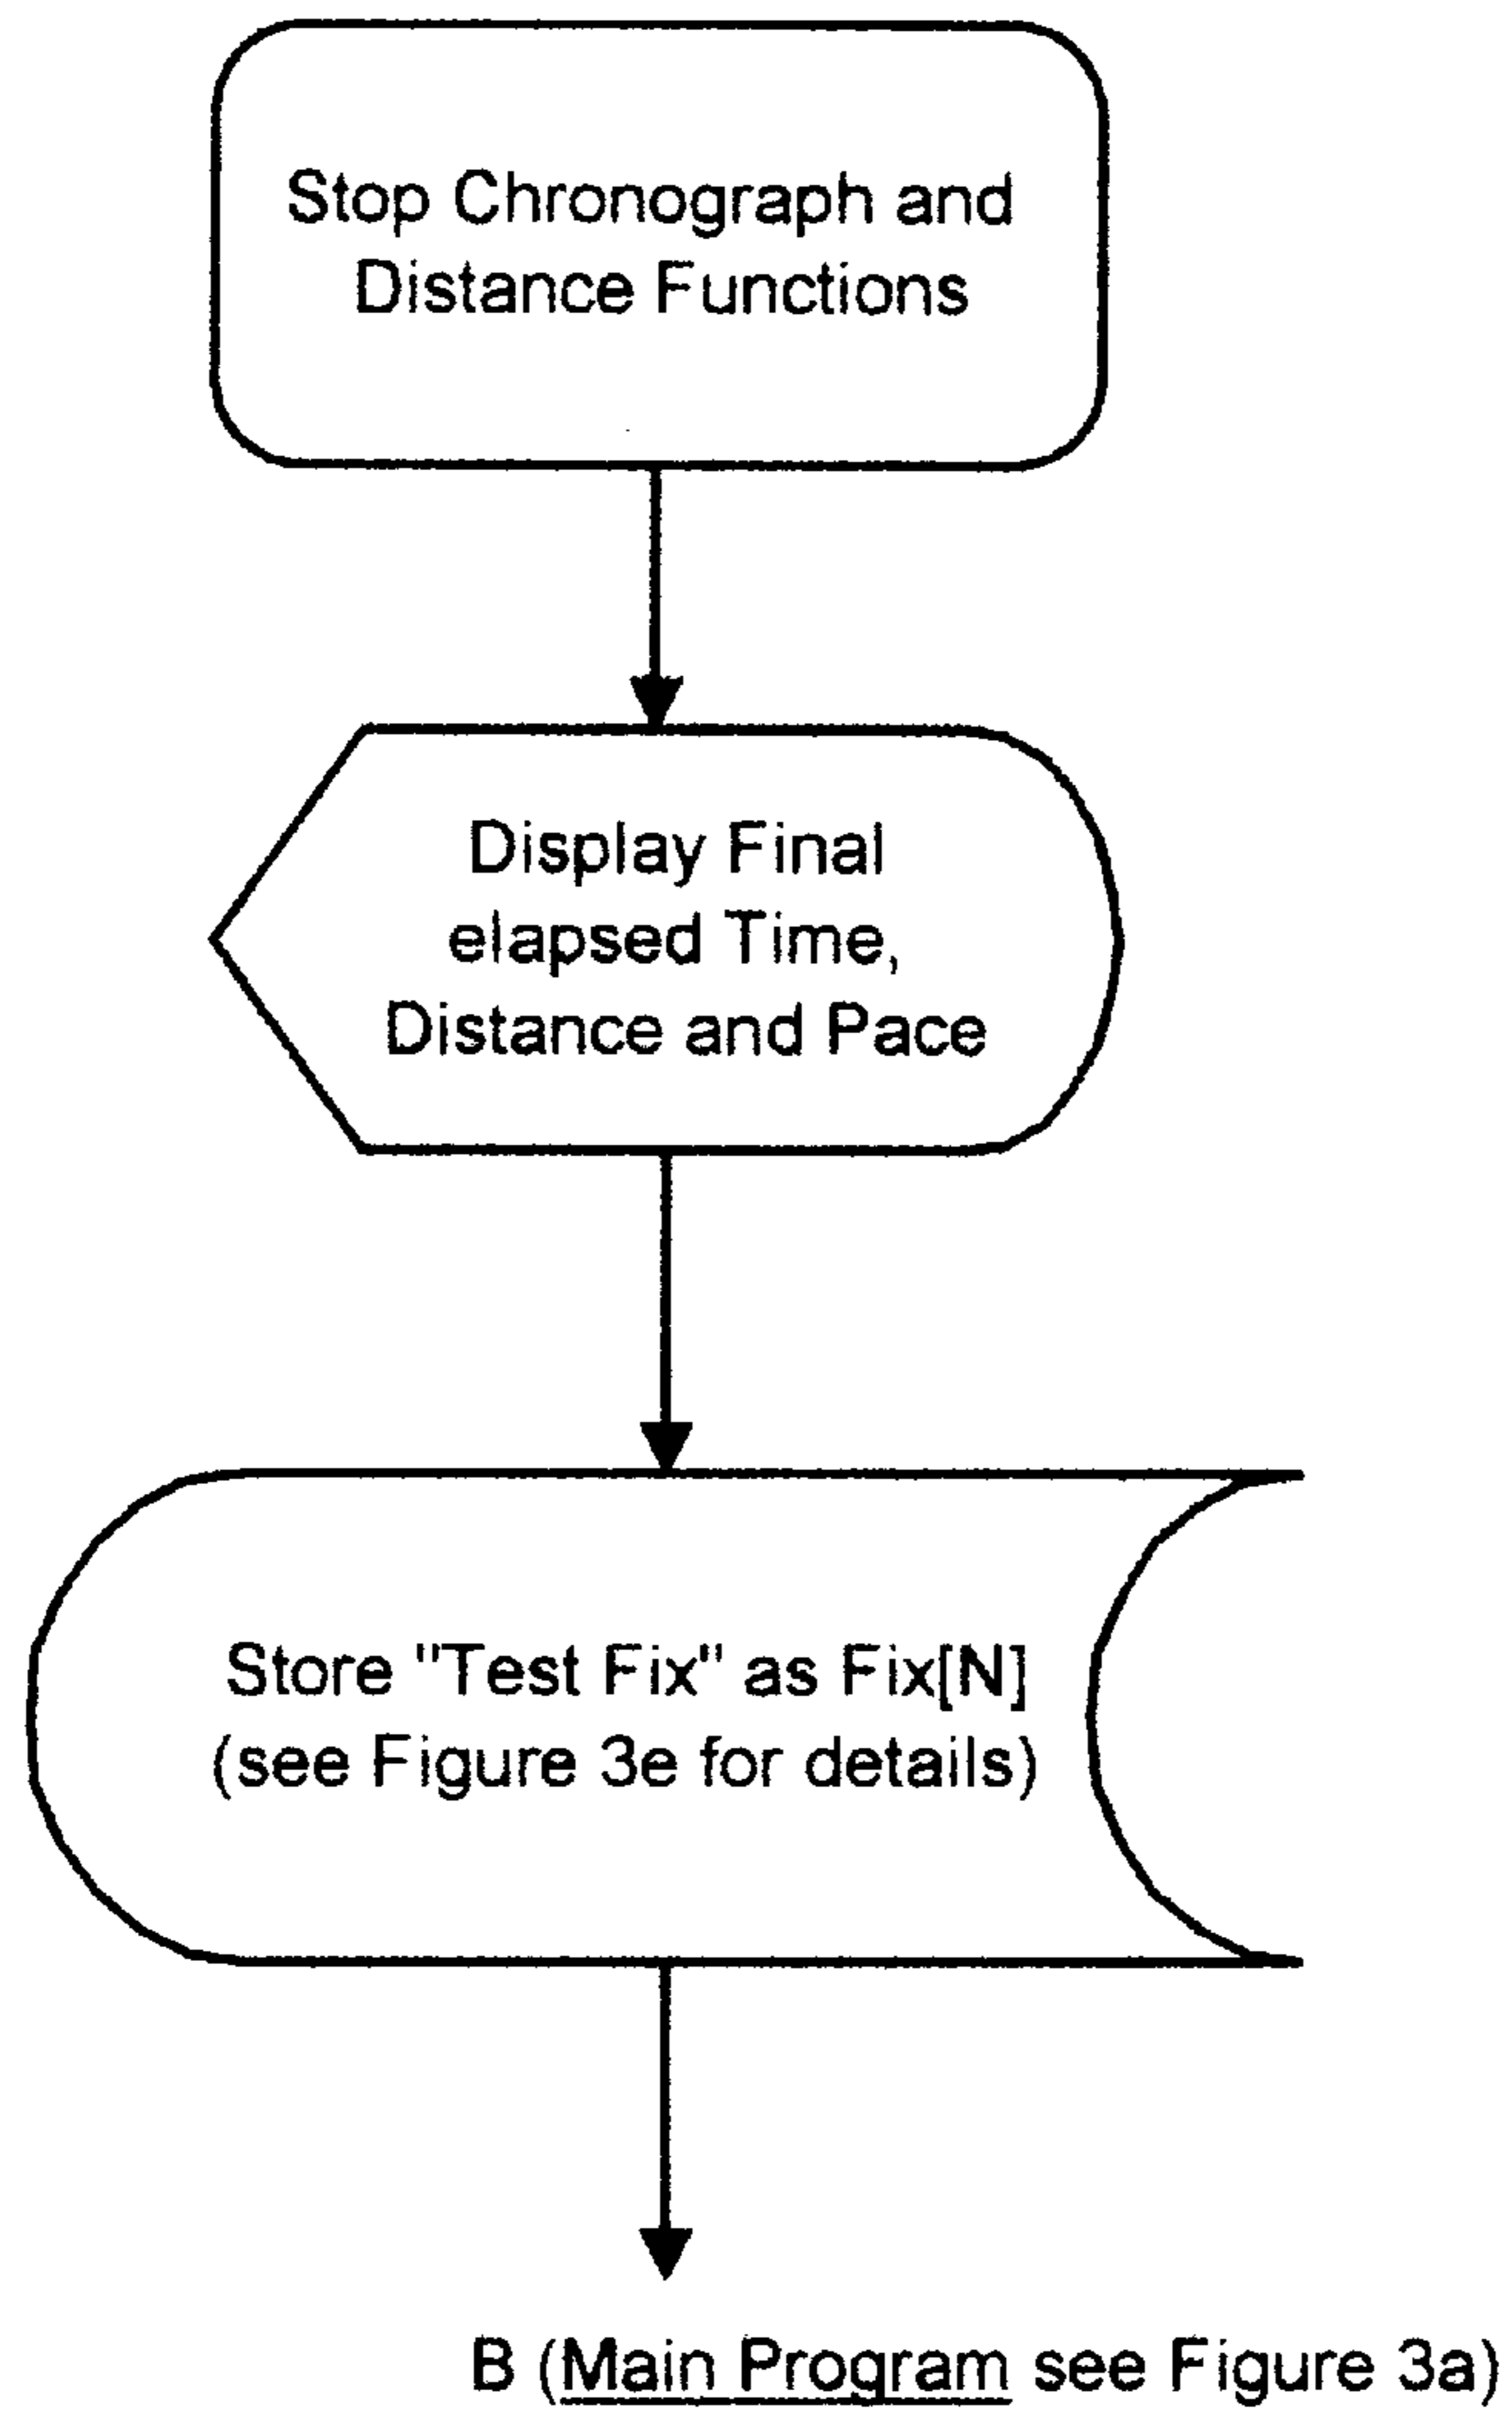 Stop Chronograph and
Distance Functions
Display Final
elapsed Time,
Distance and Pace
Store "Test Fix" as Fix[N]
(see Figure 3e for details)
B (Main Program see Figure 3a)